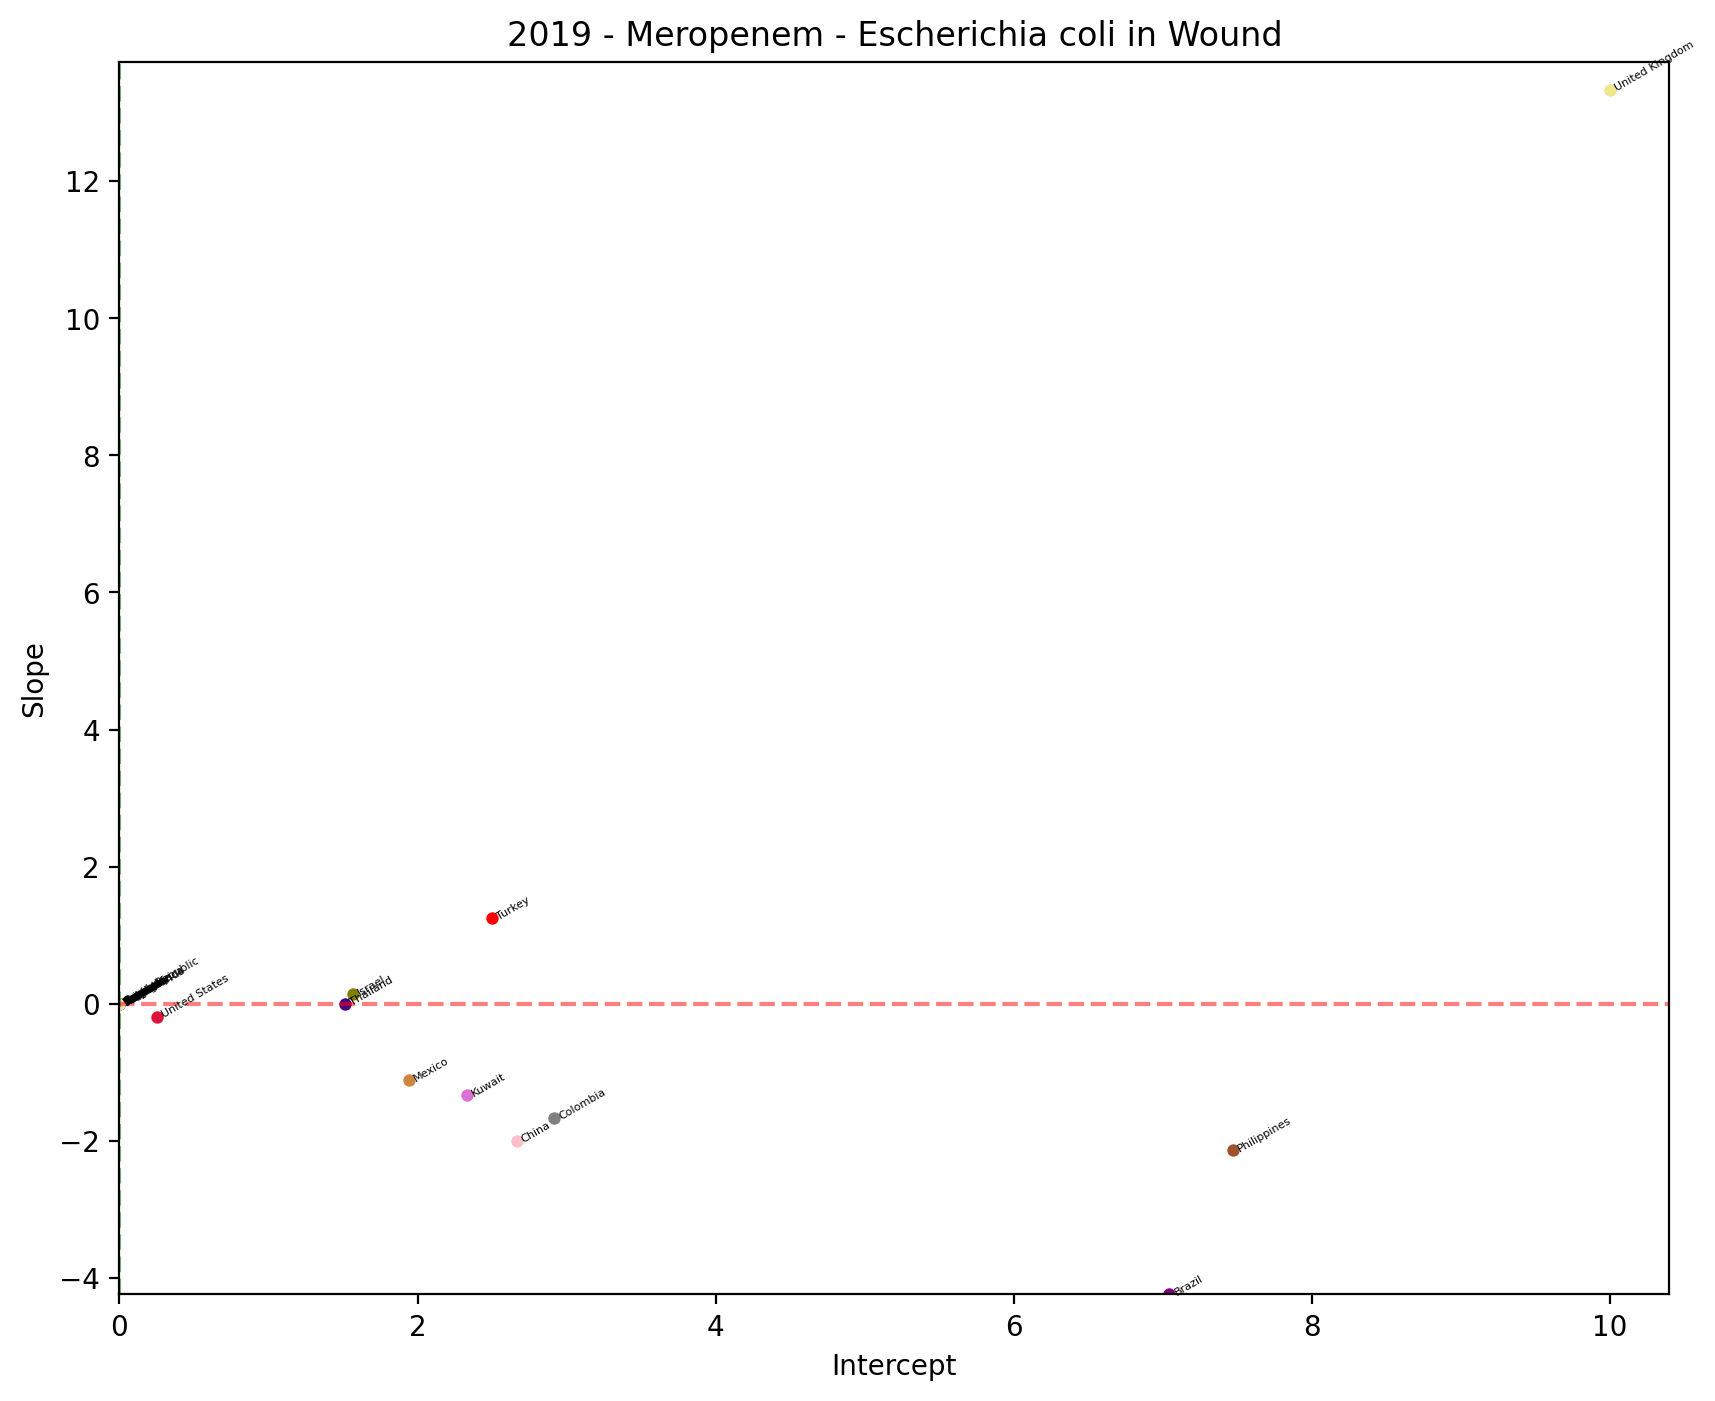 2019 - Meropenem - Escherichia coli in Wound
United Kingdom
12
10
8
6
4
2
0
−2
−4
Slope
Turkey
Republic
Israel
Thailand
United States
Mexico
Kuwait
Colombia
China
Philippines
Brazil
0
2
4
6
8
10
Intercept